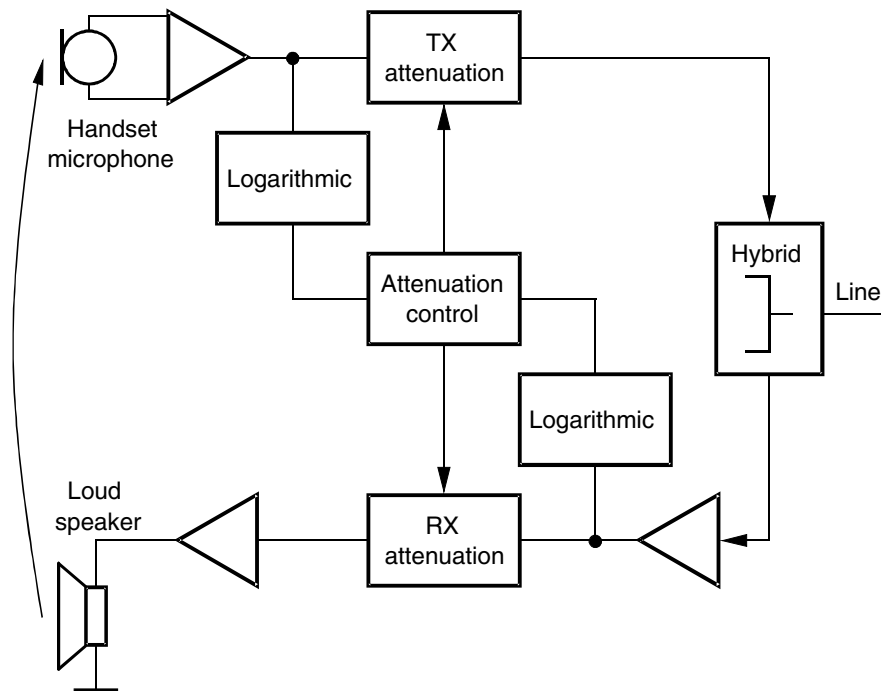 TX
attenuation
Handset
microphone
Logarithmic
Hybrid
Attenuation
control
Line
Logarithmic
Loud
speaker
RX
attenuation